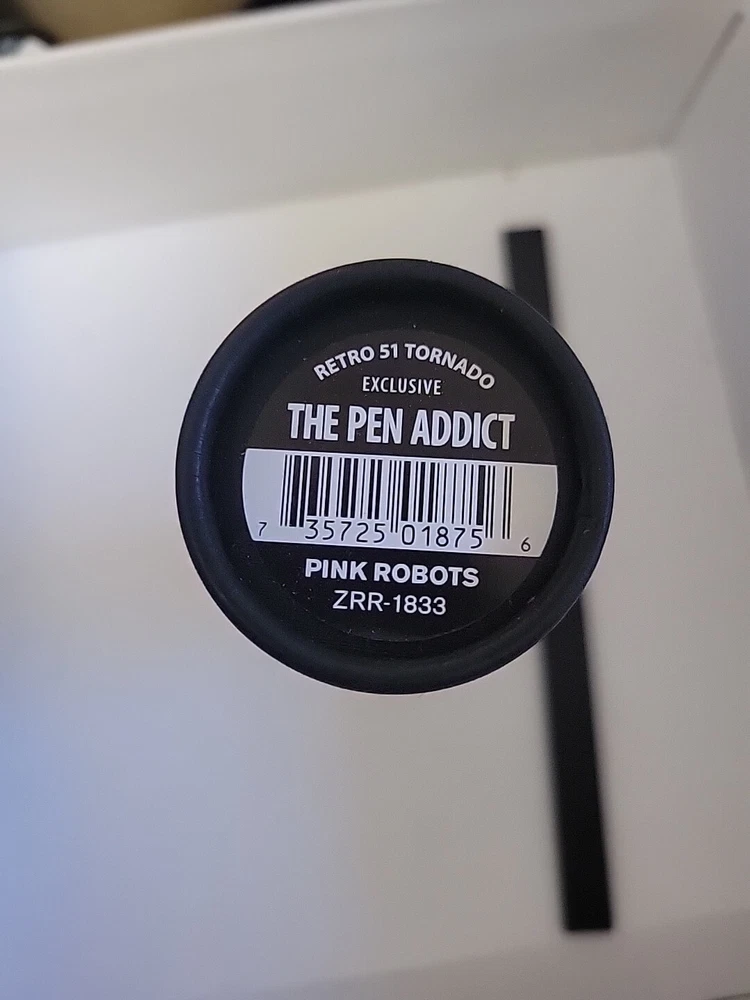 RETRO 51 TORNADO
EXCLUSIVE
THE PEN ADDICT
7 35725 01875 6
PINK ROBOTS
ZRR-1833